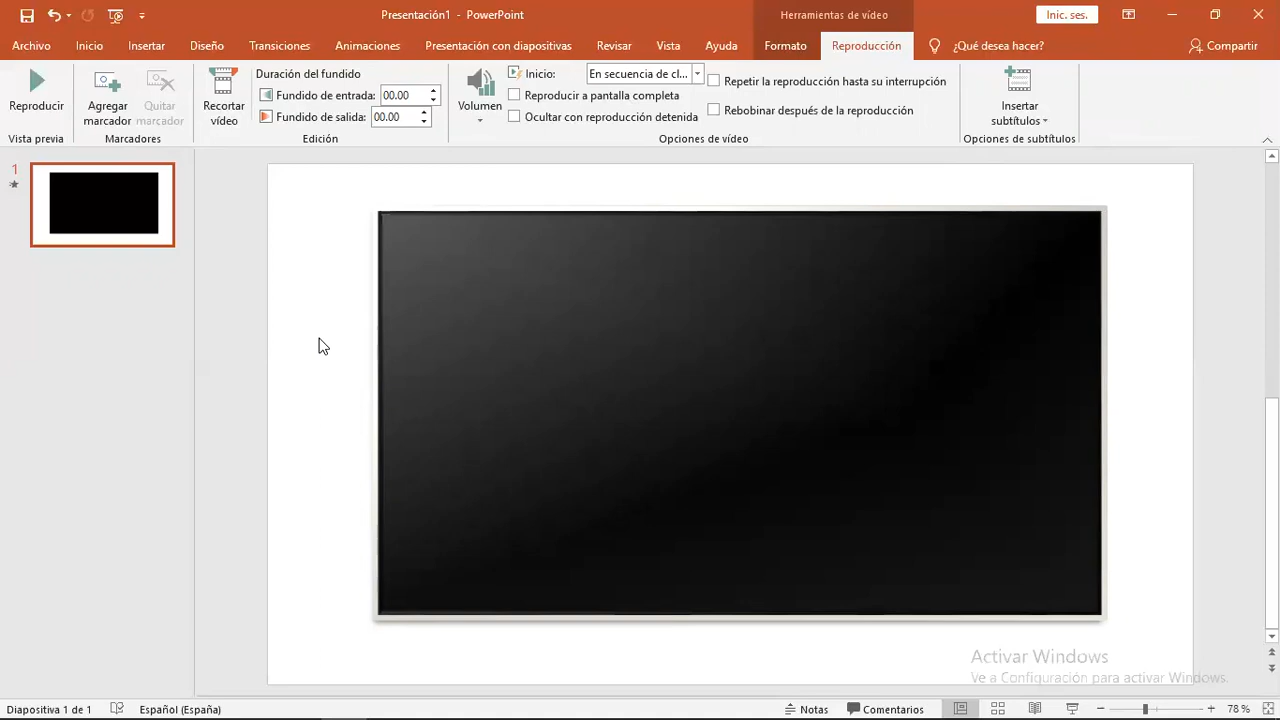 Presentación1 - PowerPoint
Herramientas de vídeo
Inic. ses.
Archivo Inicio Insertar Diseño Transiciones Animaciones Presentación con diapositivas Revisar Vista Ayuda Formato Reproducción ¿Qué desea hacer? Compartir
Reproducir
Vista previa
Agregar marcador
Quitar marcador
Marcadores
Recortar vídeo
Duración del fundido
Fundido de entrada: 00.00
Fundido de salida: 00.00
Edición
Volumen
Inicio: En secuencia de cl...
Reproducir a pantalla completa
Ocultar con reproducción detenida
Repetir la reproducción hasta su interrupción
Rebobinar después de la reproducción
Opciones de vídeo
Insertar subtítulos
Opciones de subtítulos
1
Activar Windows
Ve a Configuración para activar Windows.
Diapositiva 1 de 1 Español (España) Notas Comentarios 78 %